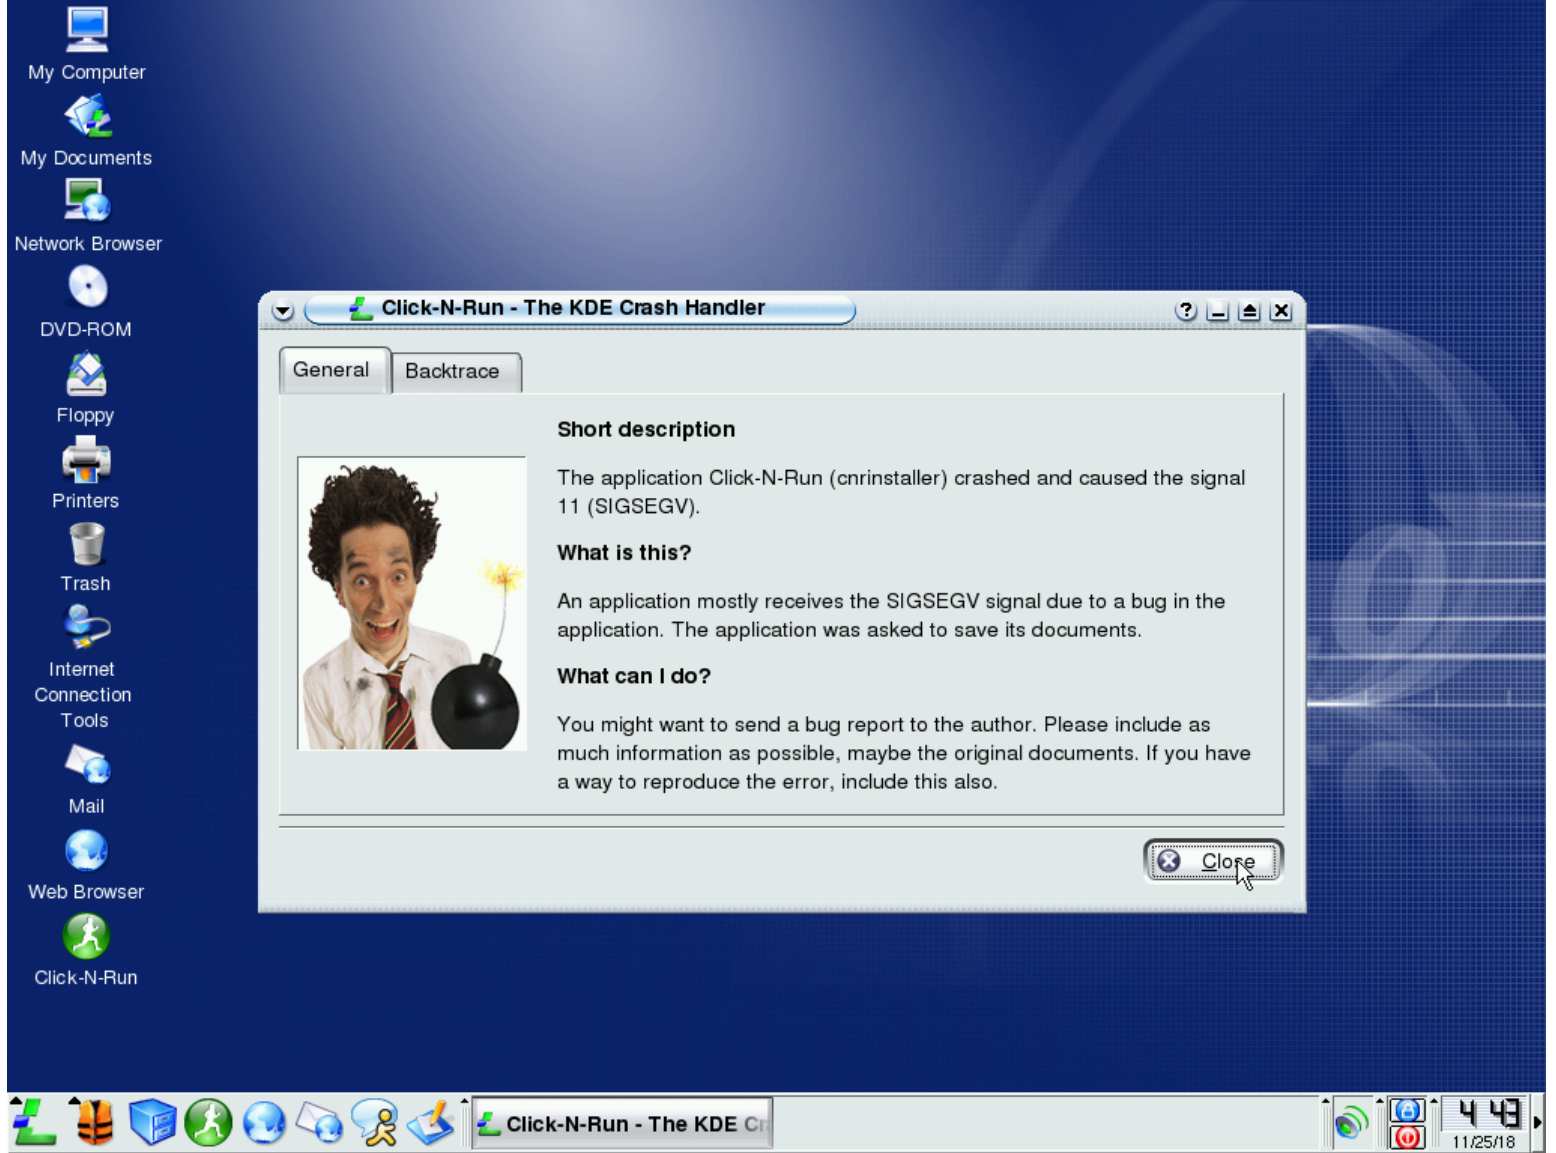 My Computer
My Documents
Network Browser
DVD-ROM
Floppy
Printers
Trash
Internet
Connection
Tools
Mail
Web Browser
Click-N-Run
Click-N-Run - The KDE Crash Handler
General
Backtrace
Short description
The application Click-N-Run (cnrinstaller) crashed and caused the signal
11 (SIGSEGV).
What is this?
An application mostly receives the SIGSEGV signal due to a bug in the
application. The application was asked to save its documents.
What can I do?
You might want to send a bug report to the author. Please include as
much information as possible, maybe the original documents. If you have
a way to reproduce the error, include this also.
Close
Click-N-Run - The KDE Cr
4 43
11/25/18